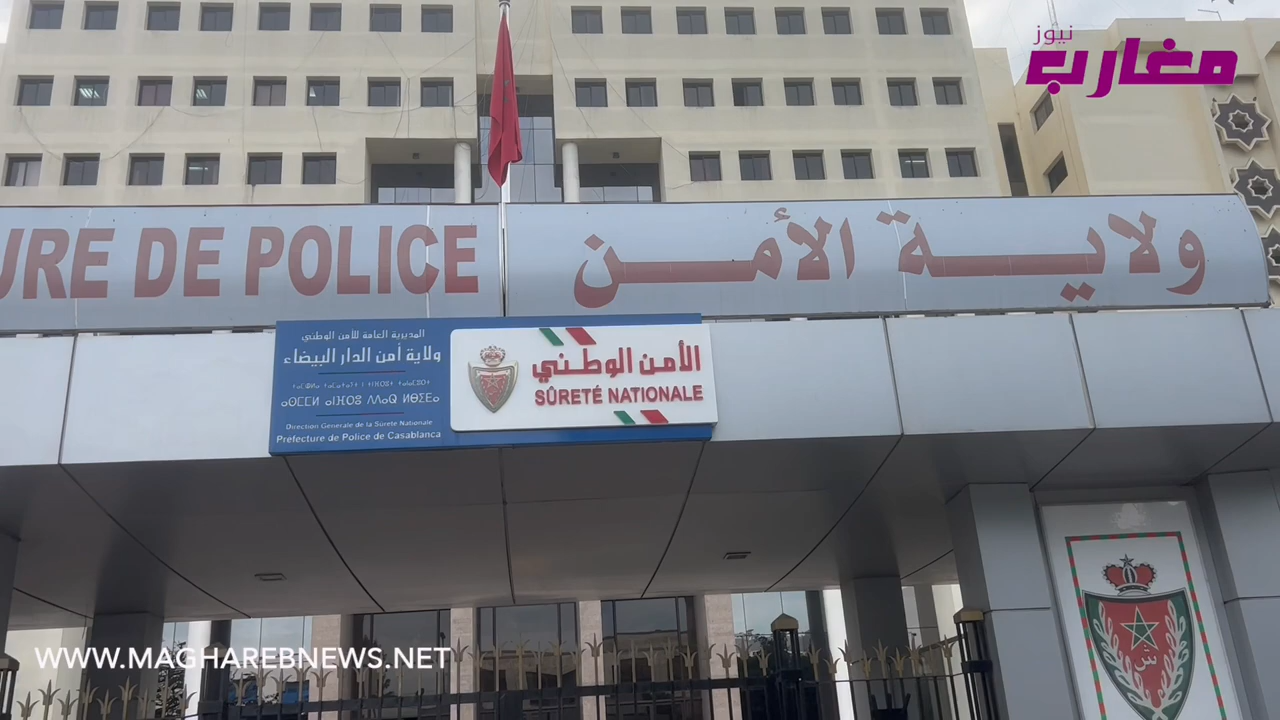 نيوز
مغارب
URE DE POLICE
ولاية الأمن
المديرية العامة للأمن الوطني
ولاية أمن الدار البيضاء
Direction Generale de la Sûreté Nationale
Préfecture de Police de Casablanca
الأمن الوطني
SÛRETÉ NATIONALE
WWW.MAGHAREBNEWS.NET